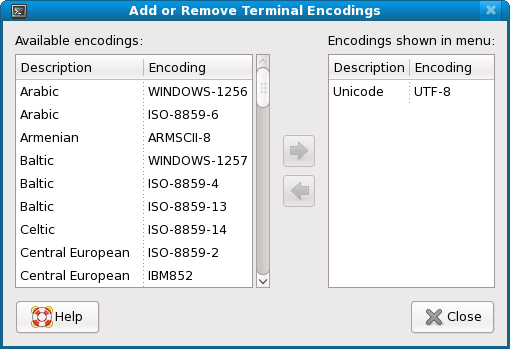 Add or Remove Terminal Encodings
Available encodings:
Description Encoding
Arabic WINDOWS-1256
Arabic ISO-8859-6
Armenian ARMSCII-8
Baltic WINDOWS-1257
Baltic ISO-8859-4
Baltic ISO-8859-13
Celtic ISO-8859-14
Central European ISO-8859-2
Central European IBM852
Encodings shown in menu:
Description Encoding
Unicode UTF-8
Help
Close